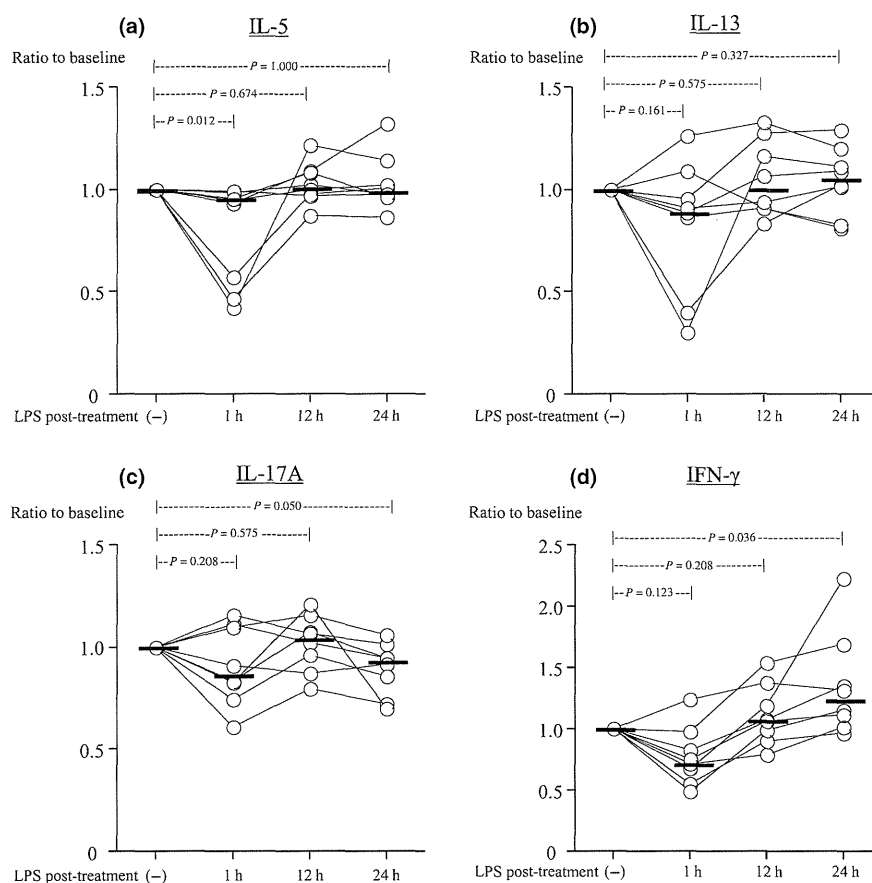 (a) IL-5
Ratio to baseline
P = 1.000
P = 0.674
P = 0.012
1.5
1.0
0.5
0
LPS post-treatment (−) 1 h 12 h 24 h
(b) IL-13
Ratio to baseline
P = 0.327
P = 0.575
P = 0.161
1.5
1.0
0.5
0
LPS post-treatment (−) 1 h 12 h 24 h
(c) IL-17A
Ratio to baseline
P = 0.050
P = 0.575
P = 0.208
1.5
1.0
0.5
0
LPS post-treatment (−) 1 h 12 h 24 h
(d) IFN-γ
Ratio to baseline
P = 0.036
P = 0.208
P = 0.123
2.5
2.0
1.5
1.0
0.5
0
LPS post-treatment (−) 1 h 12 h 24 h